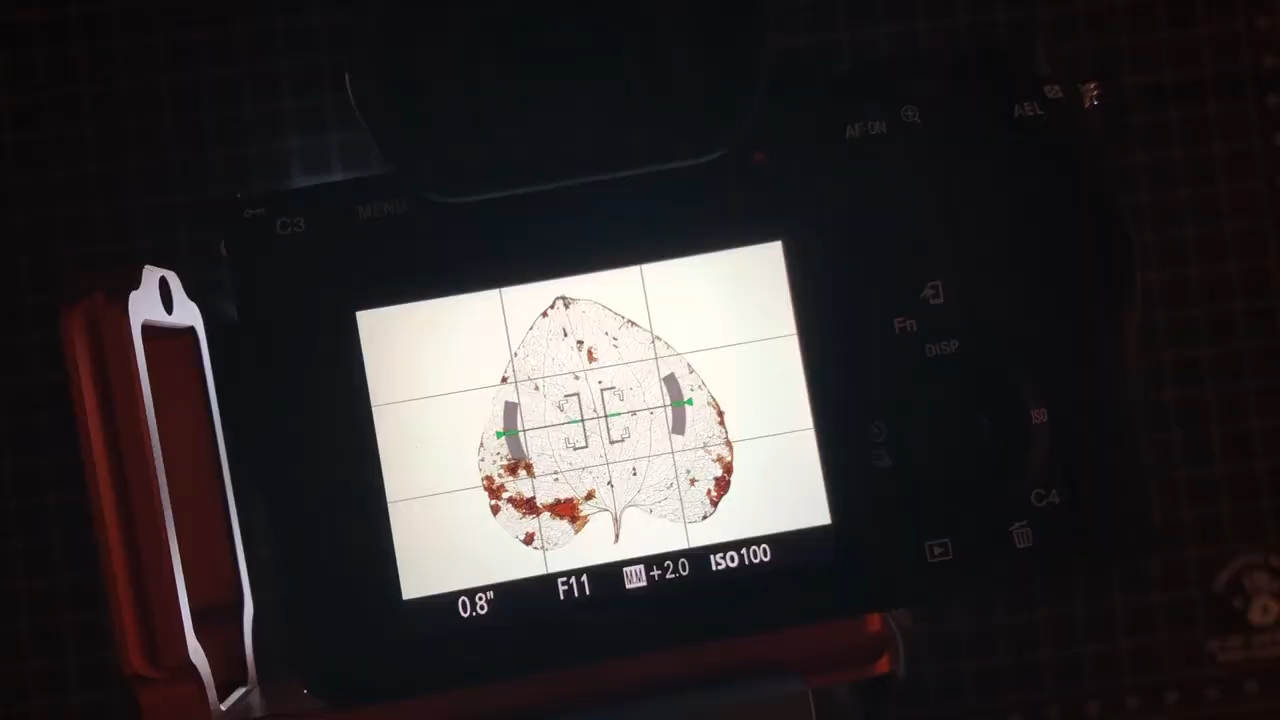 AF-ON
AEL
C3
MENU
Fn
DISP
ISO
C4
0.8" F11 M.M. +2.0 ISO 100